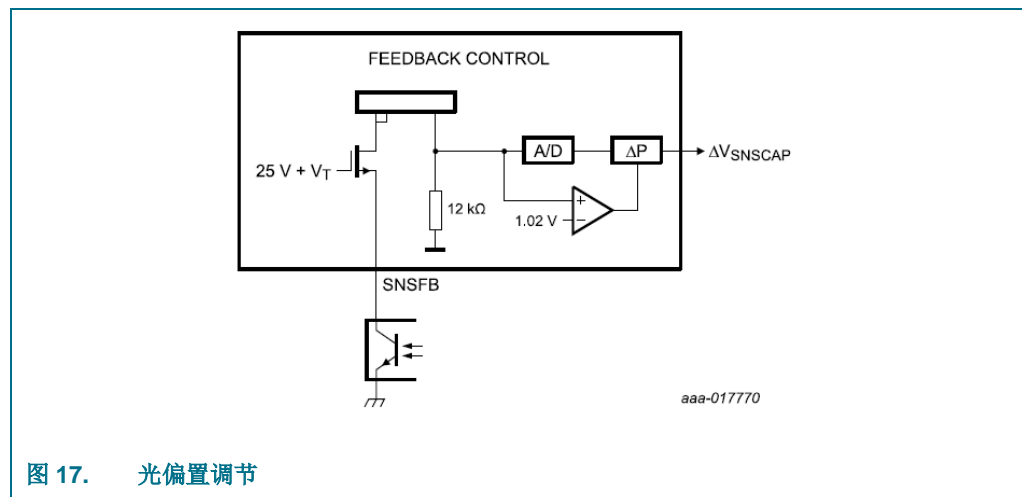 FEEDBACK CONTROL
25 V + VT
12 kΩ
A/D
ΔP
ΔVSNSCAP
1.02 V
+
−
SNSFB
aaa-017770
图 17. 光偏置调节